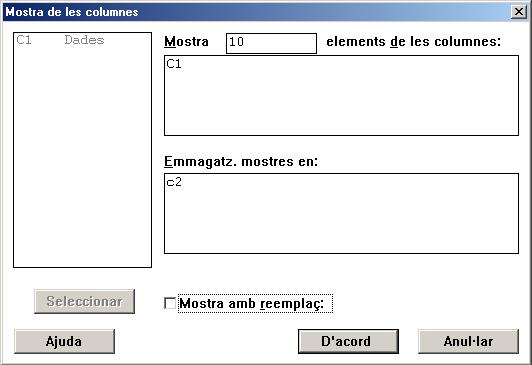 Mostra de les columnes
C1 Dades
Mostra 10 elements de les columnes:
C1
Emmagatz. mostres en:
c2
Seleccionar
Mostra amb reemplaç:
Ajuda
D'acord
Anul·lar